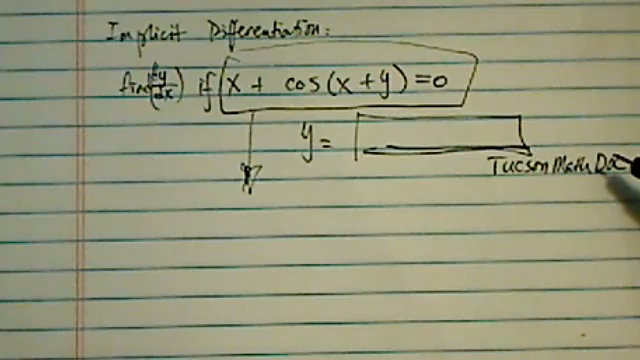 Implicit Differentiation:
find (dy/dx) if x + cos(x+y) = 0
y =
Tucson Math Doc